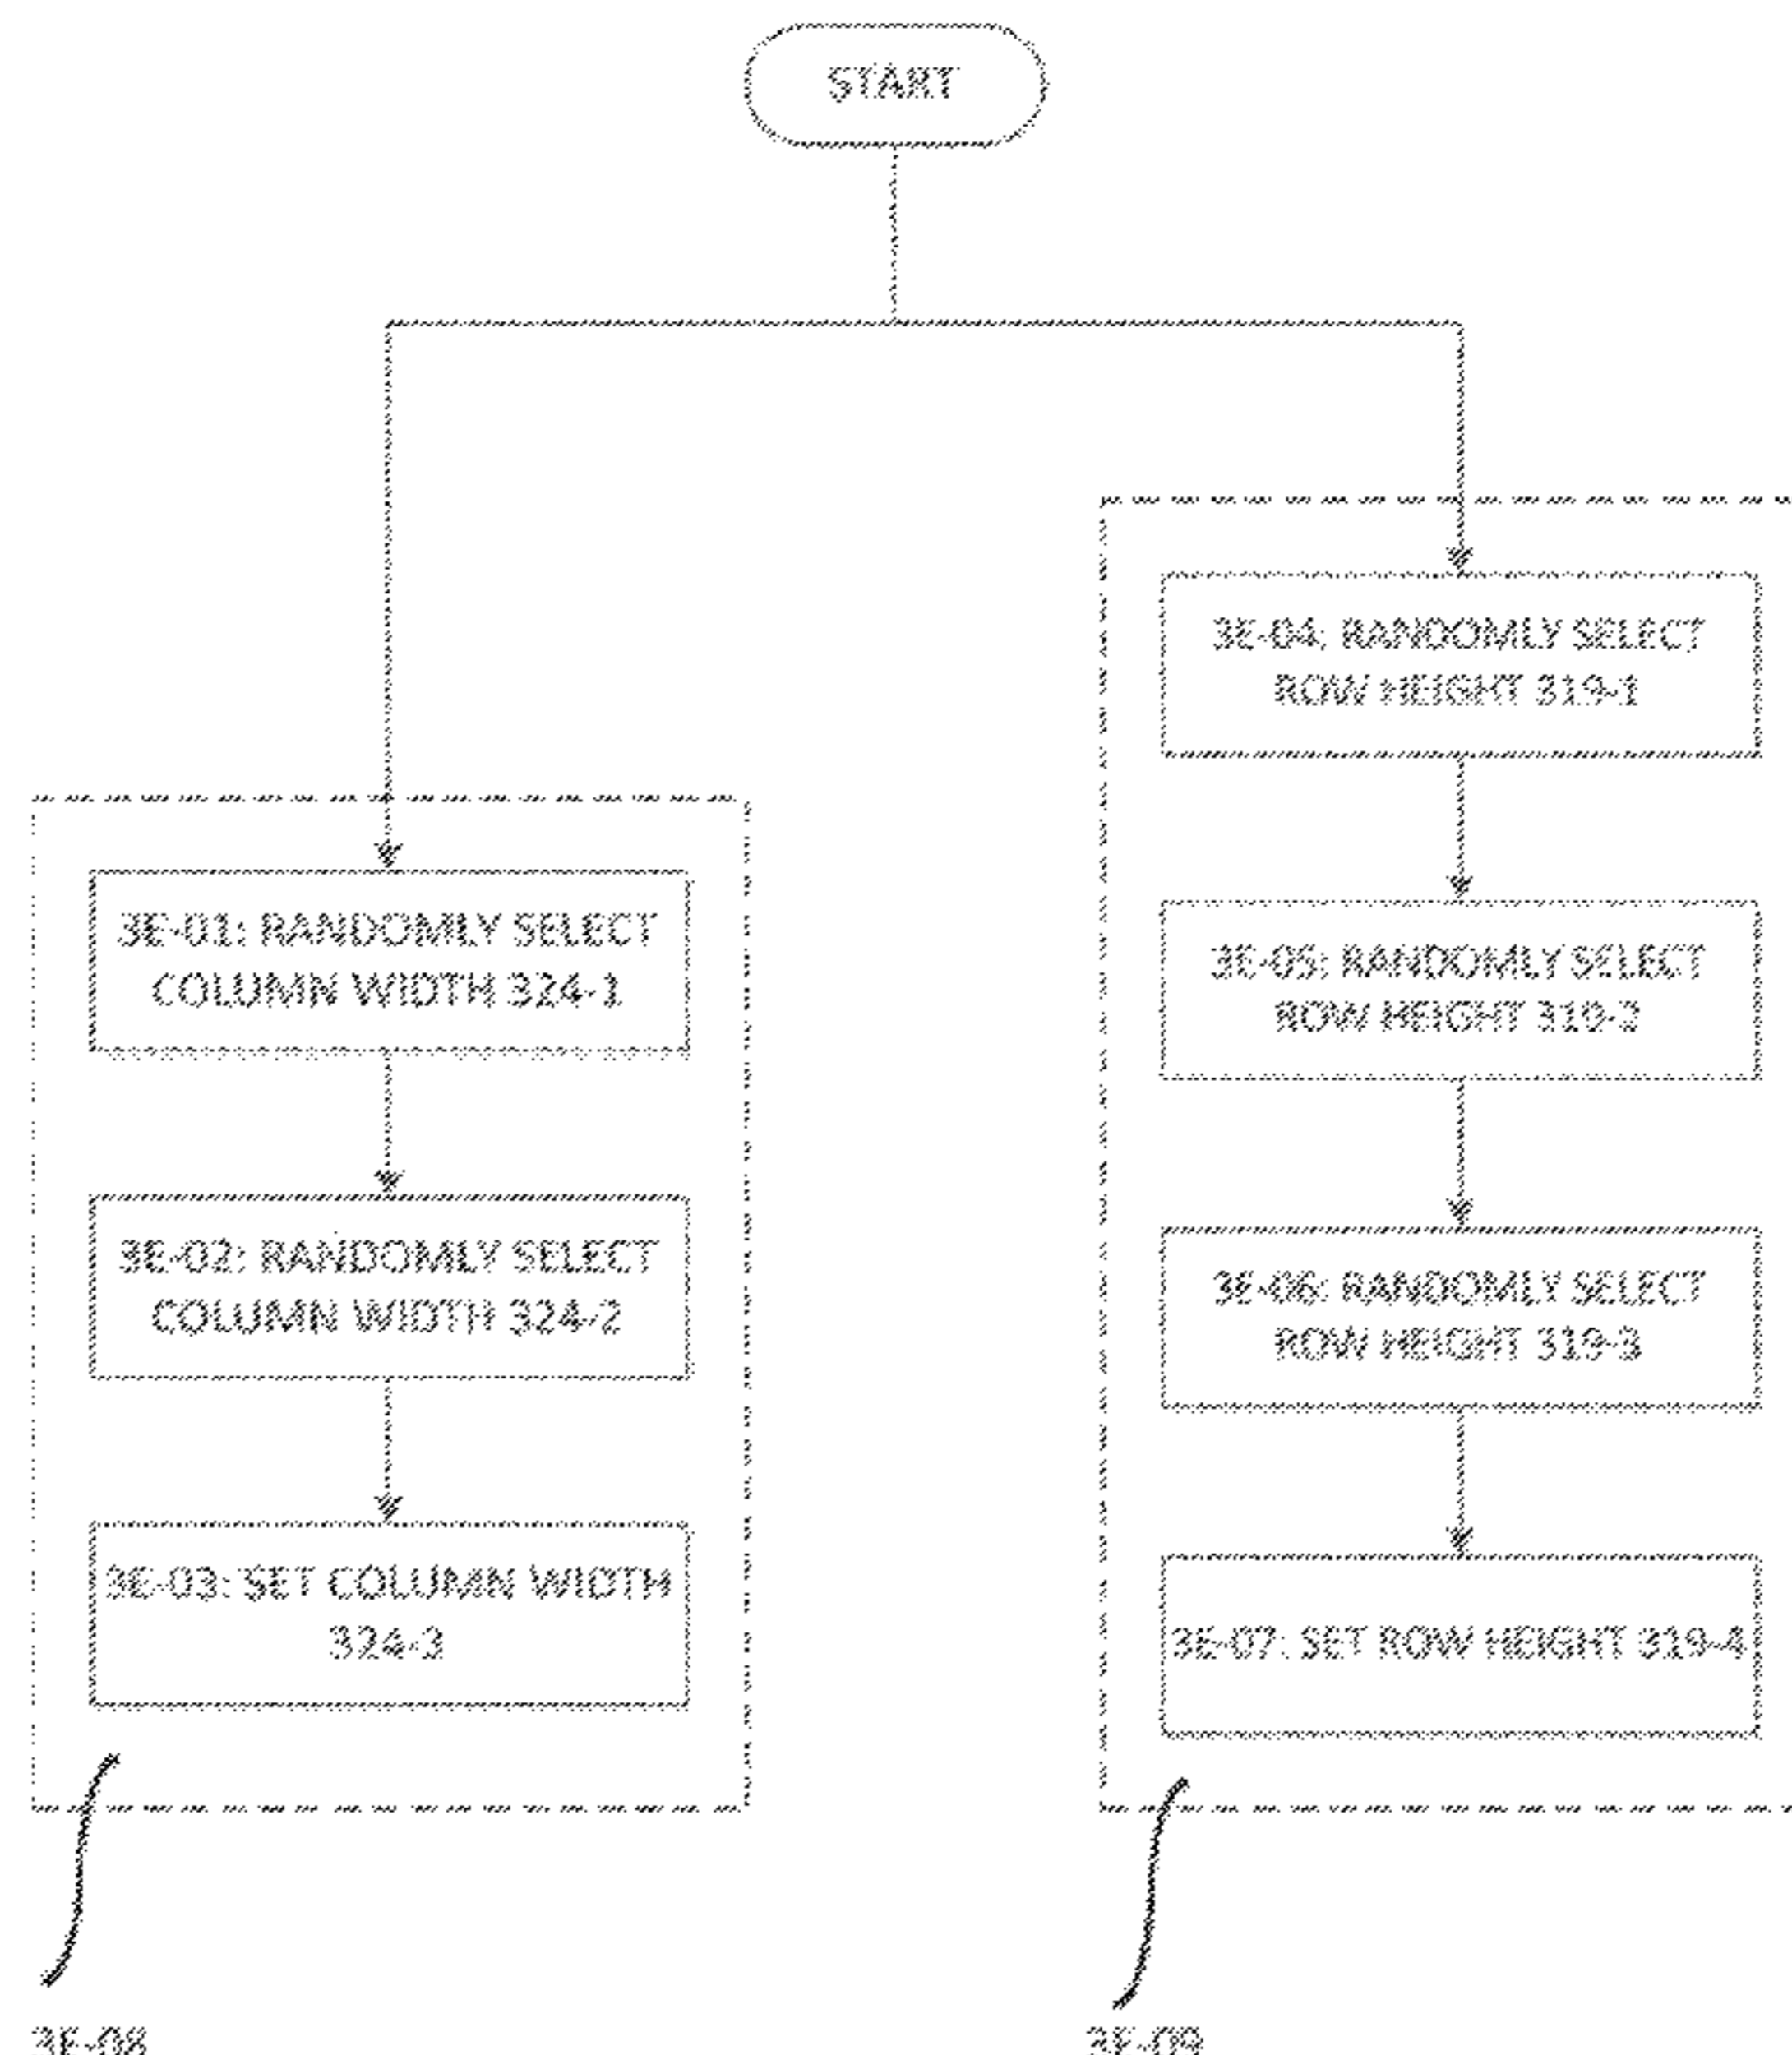 START
3E-04: RANDOMLY SELECT
ROW HEIGHT 319-1
3E-01: RANDOMLY SELECT
COLUMN WIDTH 324-1
3E-05: RANDOMLY SELECT
ROW HEIGHT 319-2
3E-02: RANDOMLY SELECT
COLUMN WIDTH 324-2
3E-06: RANDOMLY SELECT
ROW HEIGHT 319-3
3E-03: SET COLUMN WIDTH
324-3
3E-07: SET ROW HEIGHT 319-4
3E-08
3E-09